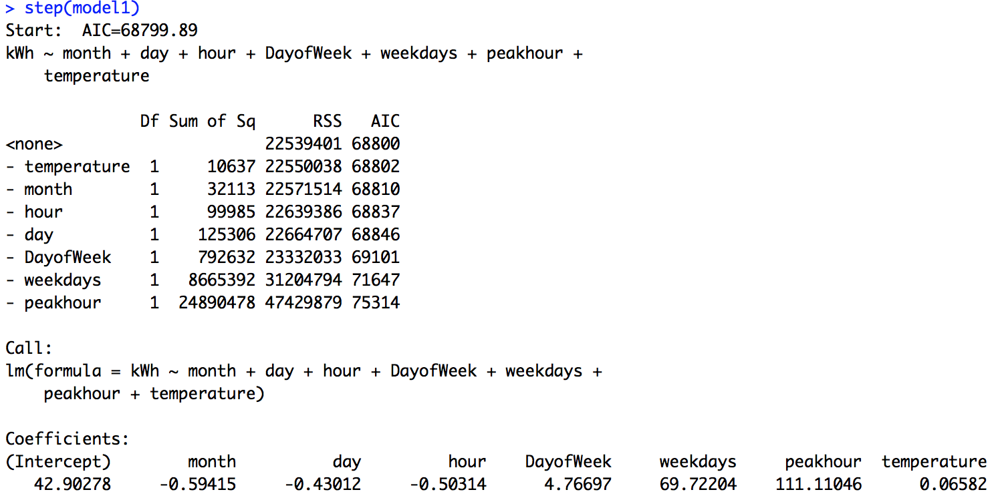 > step(model1)
Start:  AIC=68799.89
kWh ~ month + day + hour + DayofWeek + weekdays + peakhour +
    temperature
              Df Sum of Sq      RSS   AIC
<none>                     22539401 68800
- temperature  1     10637 22550038 68802
- month        1     32113 22571514 68810
- hour         1     99985 22639386 68837
- day          1    125306 22664707 68846
- DayofWeek    1    792632 23332033 69101
- weekdays     1   8665392 31204794 71647
- peakhour     1  24890478 47429879 75314
Call:
lm(formula = kWh ~ month + day + hour + DayofWeek + weekdays +
    peakhour + temperature)
Coefficients:
(Intercept)        month          day         hour    DayofWeek     weekdays     peakhour  temperature
   42.90278     -0.59415     -0.43012     -0.50314      4.76697     69.72204    111.11046      0.06582